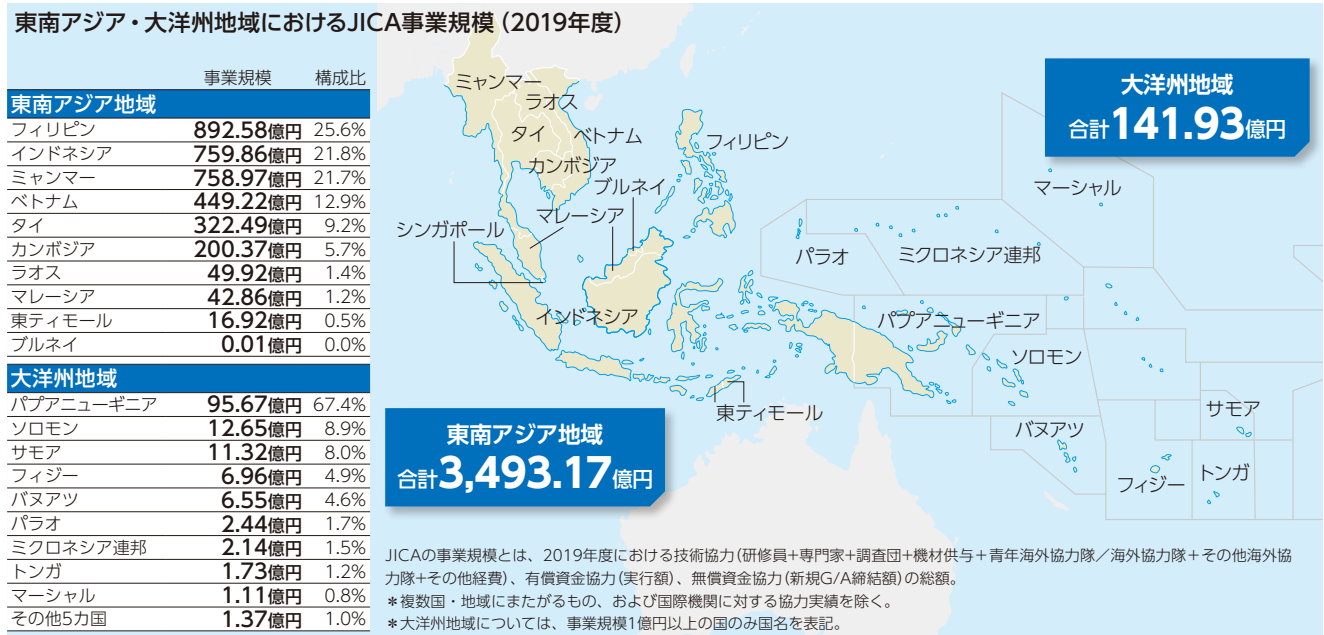 東南アジア・大洋州地域におけるJICA事業規模（2019年度）
事業規模 構成比
東南アジア地域
フィリピン 892.58億円 25.6%
インドネシア 759.86億円 21.8%
ミャンマー 758.97億円 21.7%
ベトナム 449.22億円 12.9%
タイ 322.49億円 9.2%
カンボジア 200.37億円 5.7%
ラオス 49.92億円 1.4%
マレーシア 42.86億円 1.2%
東ティモール 16.92億円 0.5%
ブルネイ 0.01億円 0.0%
大洋州地域
パプアニューギニア 95.67億円 67.4%
ソロモン 12.65億円 8.9%
サモア 11.32億円 8.0%
フィジー 6.96億円 4.9%
バヌアツ 6.55億円 4.6%
パラオ 2.44億円 1.7%
ミクロネシア連邦 2.14億円 1.5%
トンガ 1.73億円 1.2%
マーシャル 1.11億円 0.8%
その他5カ国 1.37億円 1.0%
ミャンマー
ラオス
タイ
ベトナム
カンボジア
フィリピン
ブルネイ
マレーシア
シンガポール
インドネシア
東ティモール
大洋州地域
合計141.93億円
マーシャル
パラオ
ミクロネシア連邦
パプアニューギニア
ソロモン
サモア
バヌアツ
フィジー
トンガ
東南アジア地域
合計3,493.17億円
JICAの事業規模とは、2019年度における技術協力（研修員＋専門家＋調査団＋機材供与＋青年海外協力隊／海外協力隊＋その他海外協
力隊＋その他経費）、有償資金協力（実行額）、無償資金協力（新規G/A締結額）の総額。
＊複数国・地域にまたがるもの、および国際機関に対する協力実績を除く。
＊大洋州地域については、事業規模1億円以上の国のみ国名を表記。